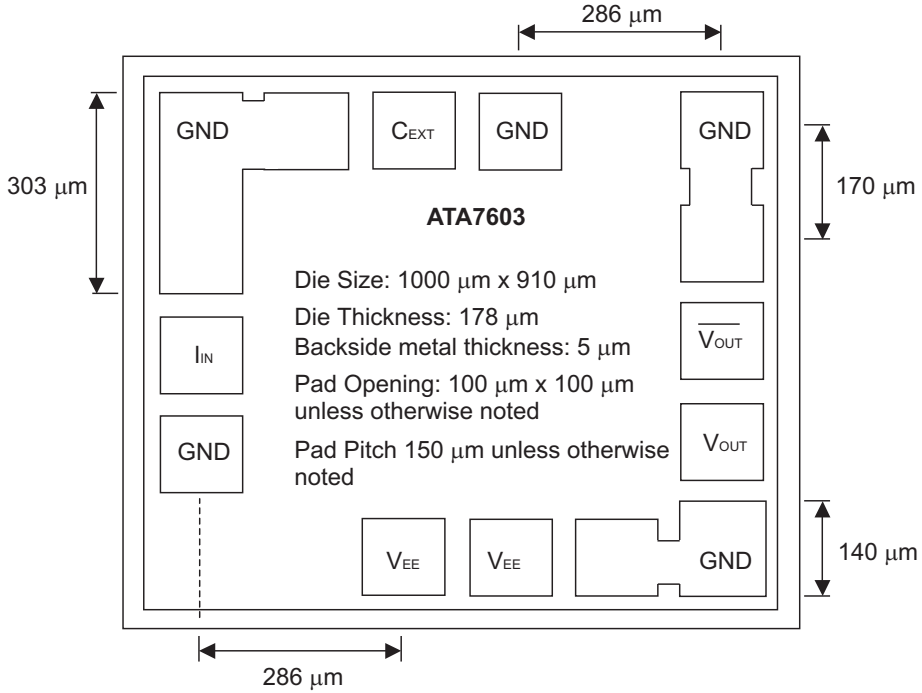 286 μm
GND
CEXT
GND
GND
303 μm
170 μm
ATA7603
Die Size: 1000 μm x 910 μm
Die Thickness: 178 μm
Backside metal thickness: 5 μm
Pad Opening: 100 μm x 100 μm
unless otherwise noted
Pad Pitch 150 μm unless otherwise
noted
IIN
V̅O̅U̅T̅
GND
VOUT
VEE
VEE
GND
140 μm
286 μm